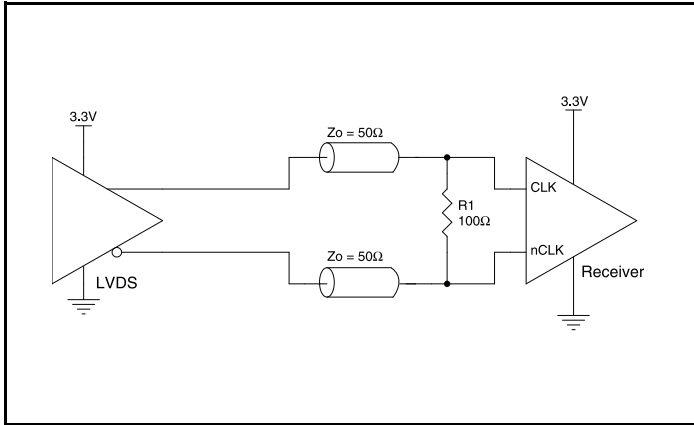 3.3V
LVDS
Zo = 50Ω
Zo = 50Ω
R1
100Ω
3.3V
CLK
nCLK
Receiver